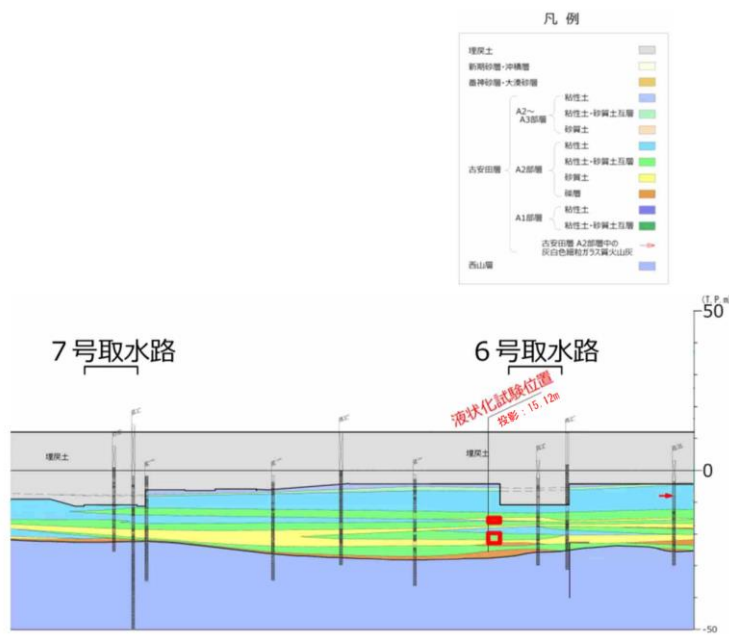 凡 例
埋戻土
新期砂層・沖積層
番神砂層・大湊砂層
古安田層
A2～
A3部層
粘性土
粘性土・砂質土互層
砂質土
A2部層
粘性土
粘性土・砂質土互層
砂質土
礫層
A1部層
粘性土
粘性土・砂質土互層
古安田層 A2部層中の
灰白色細粒ガラス質火山灰
西山層
(T.P.m)
50
7号取水路
6号取水路
液状化試験位置
投影：15.12m
埋戻土
埋戻土
0
-50